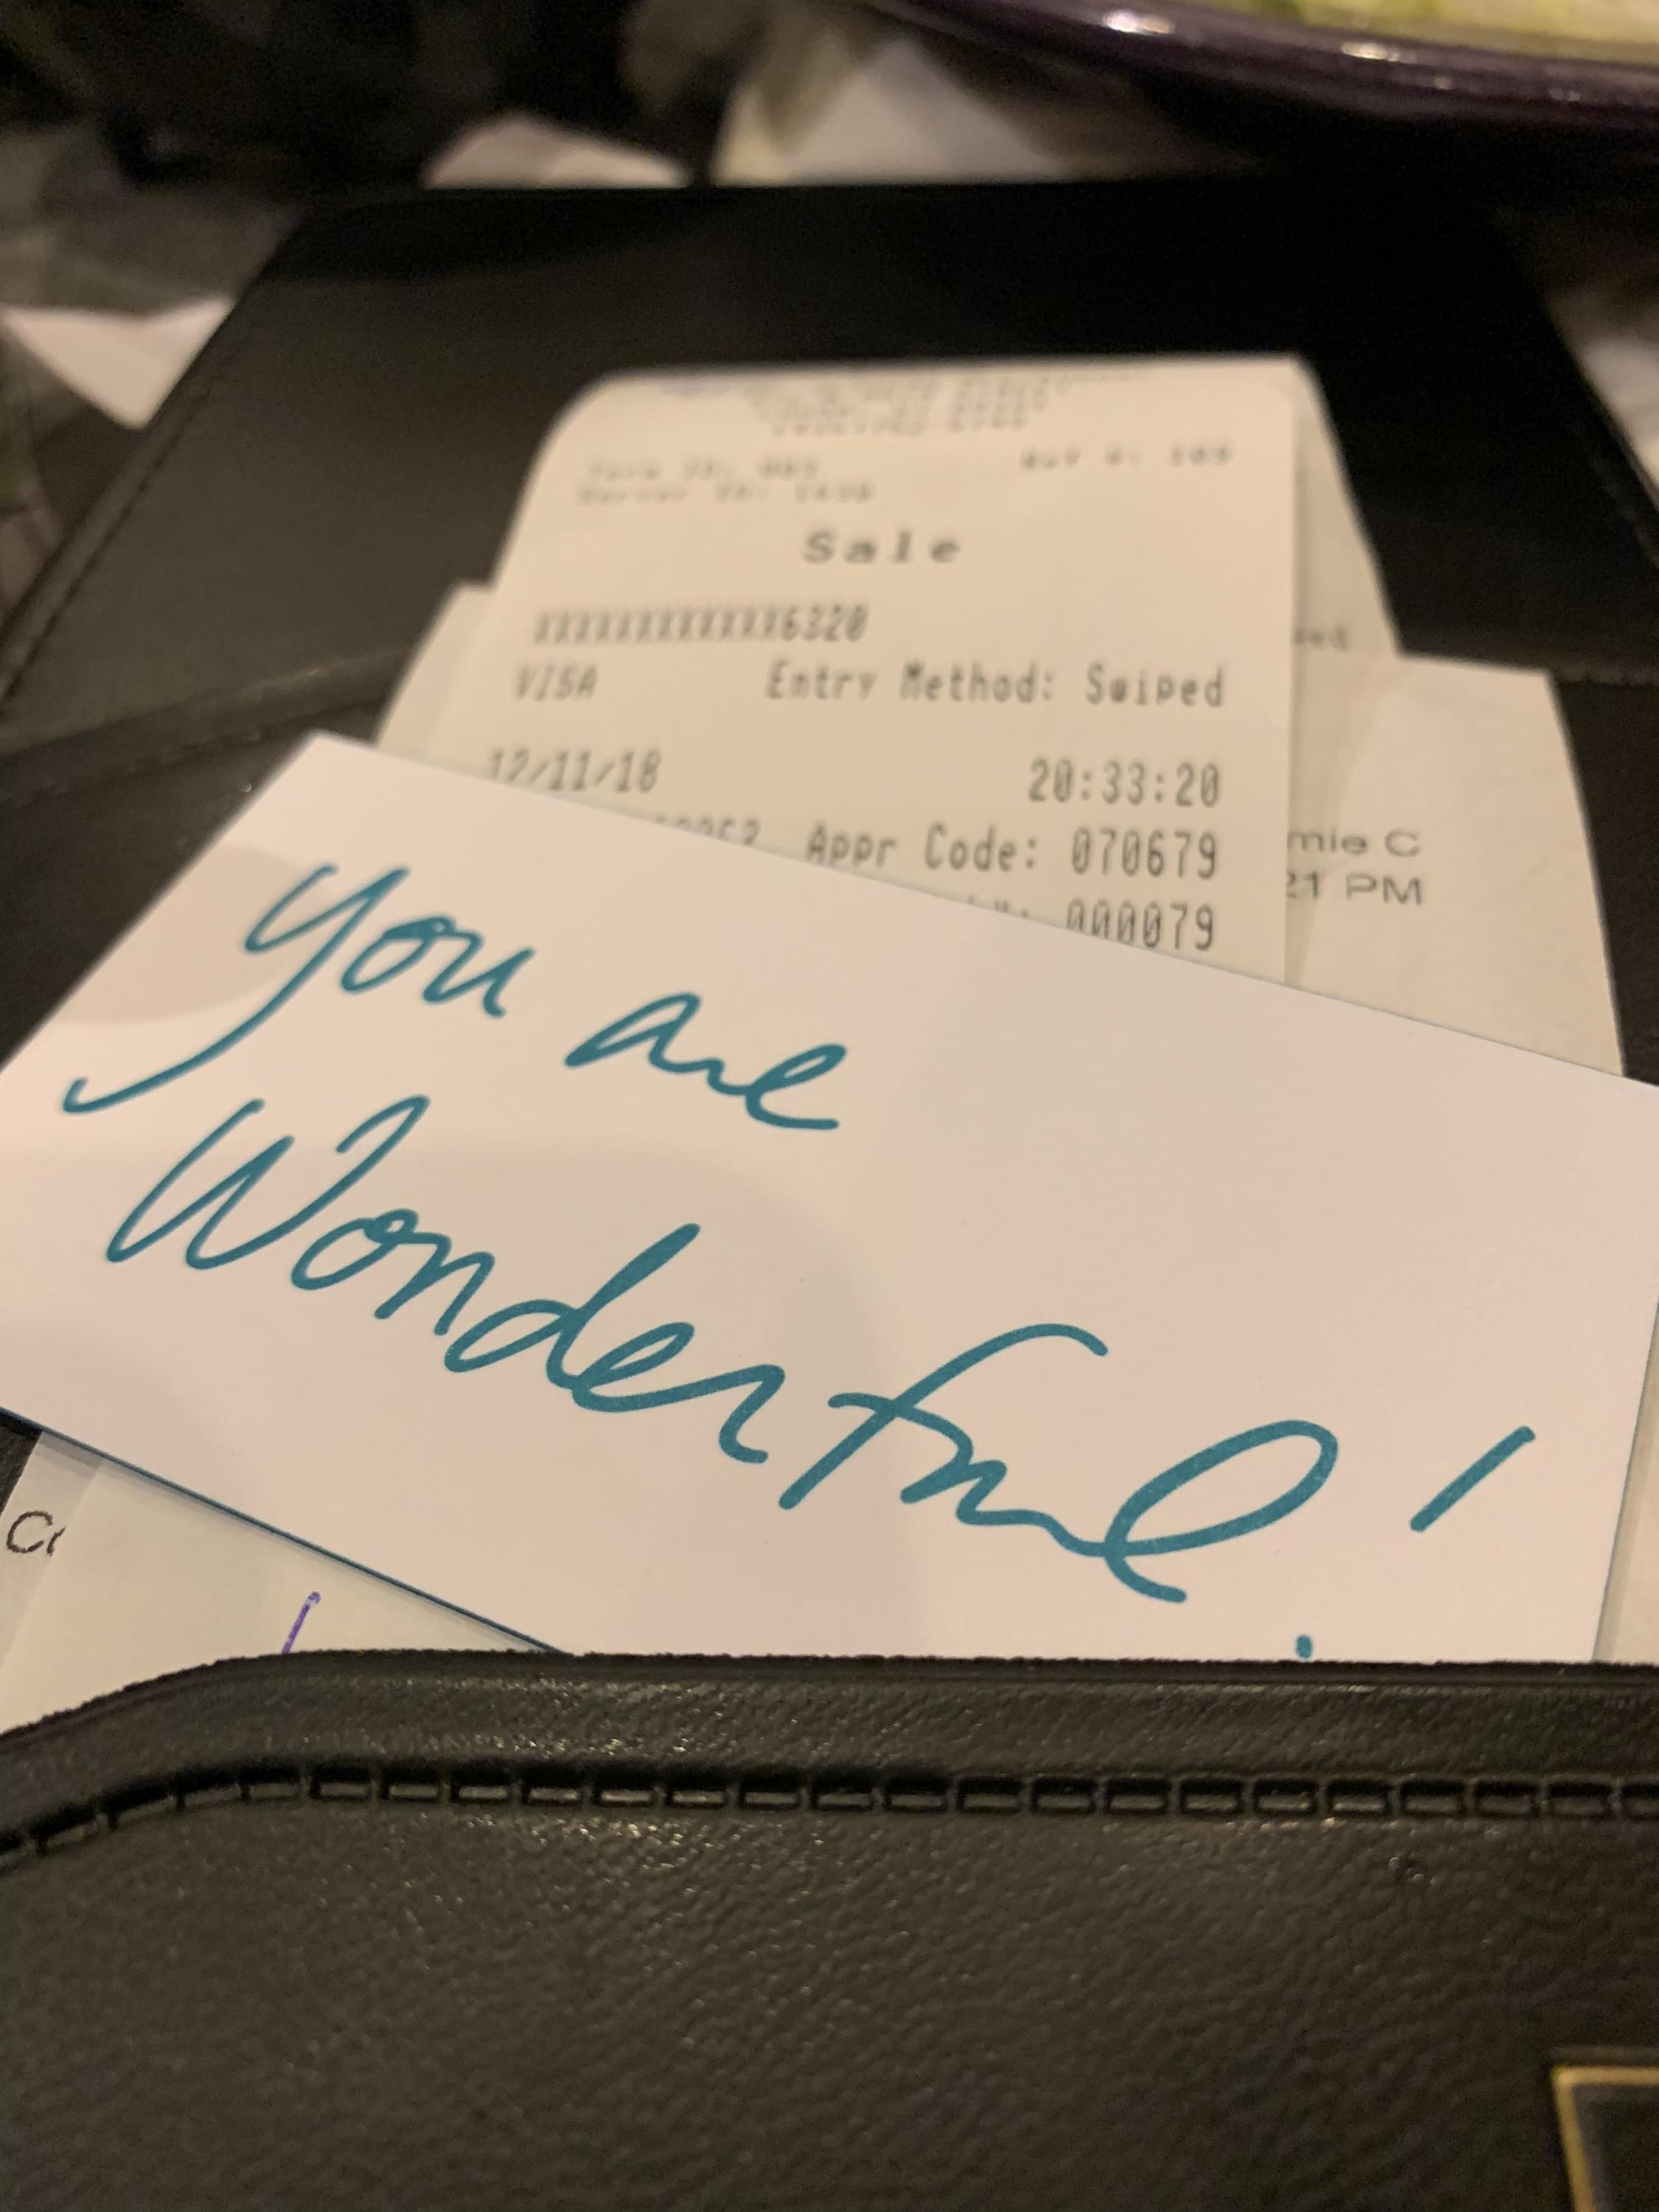 Sale
XXXXXXXXXXXX6320
VISA Entry Method: Swiped
12/11/18 20:33:20
Appr Code: 070679
000079
mie C
21 PM
You are
Wonderful!